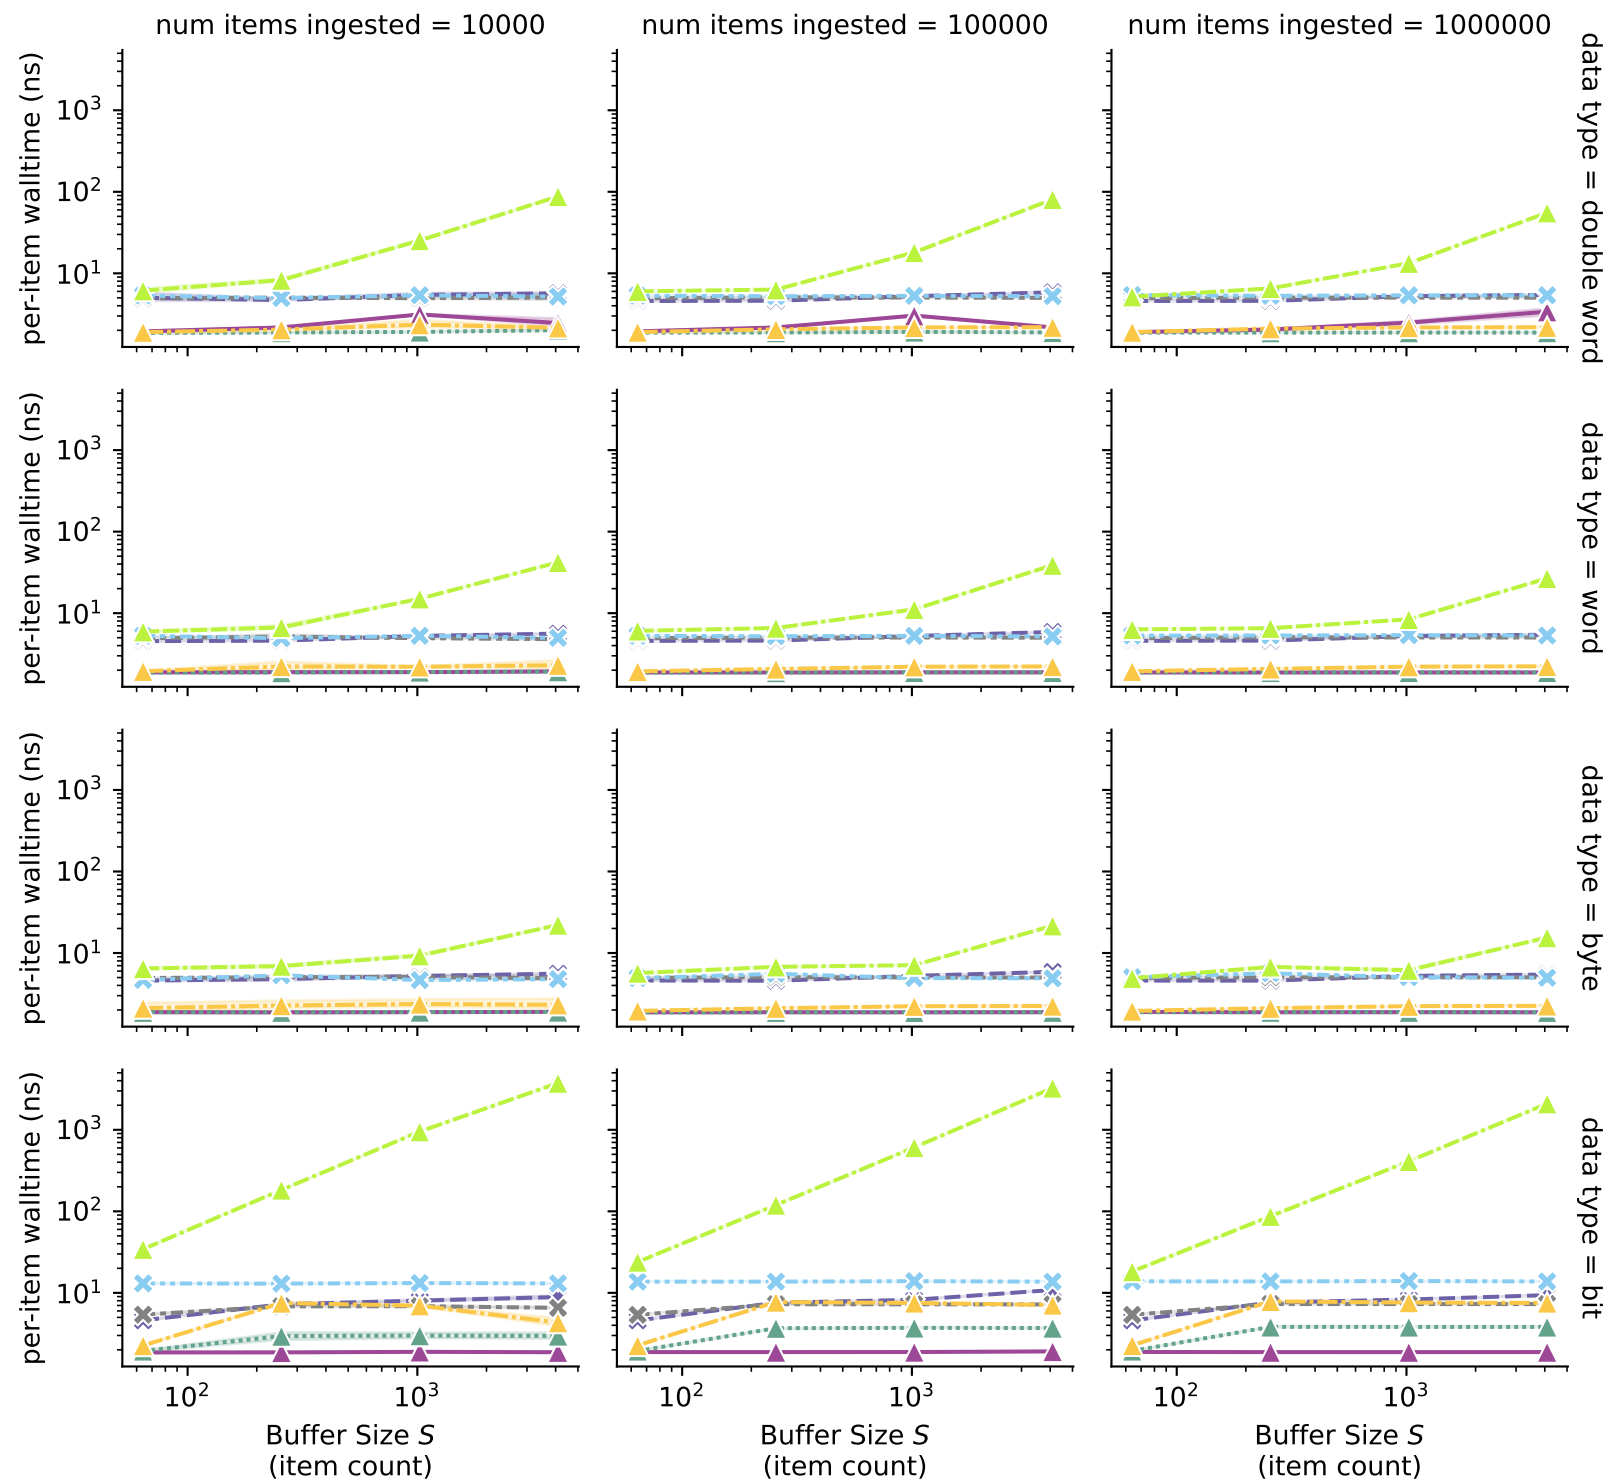 num items ingested = 10000
num items ingested = 100000
num items ingested = 1000000
per-item walltime (ns)
10³
10²
10¹
data type = double word
per-item walltime (ns)
10³
10²
10¹
data type = word
per-item walltime (ns)
10³
10²
10¹
data type = byte
per-item walltime (ns)
10³
10²
10¹
data type = bit
10² 10³
10² 10³
10² 10³
Buffer Size S
(item count)
Buffer Size S
(item count)
Buffer Size S
(item count)